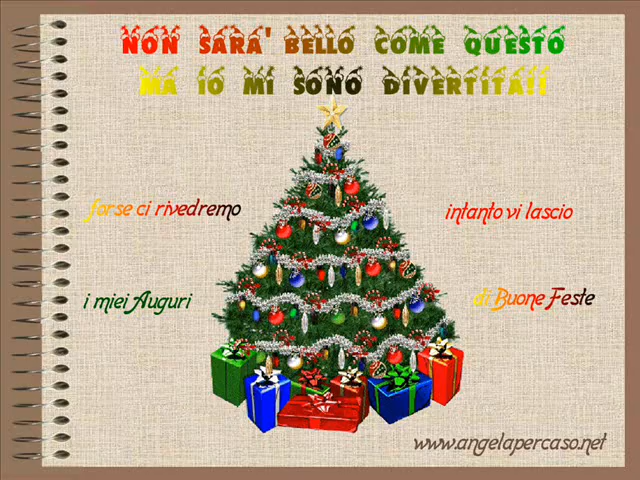 NON SARA' BELLO COME QUESTO
MA IO MI SONO DIVERTITA!!
forse ci rivedremo
intanto vi lascio
i miei Auguri
di Buone Feste
www.angelapercaso.net